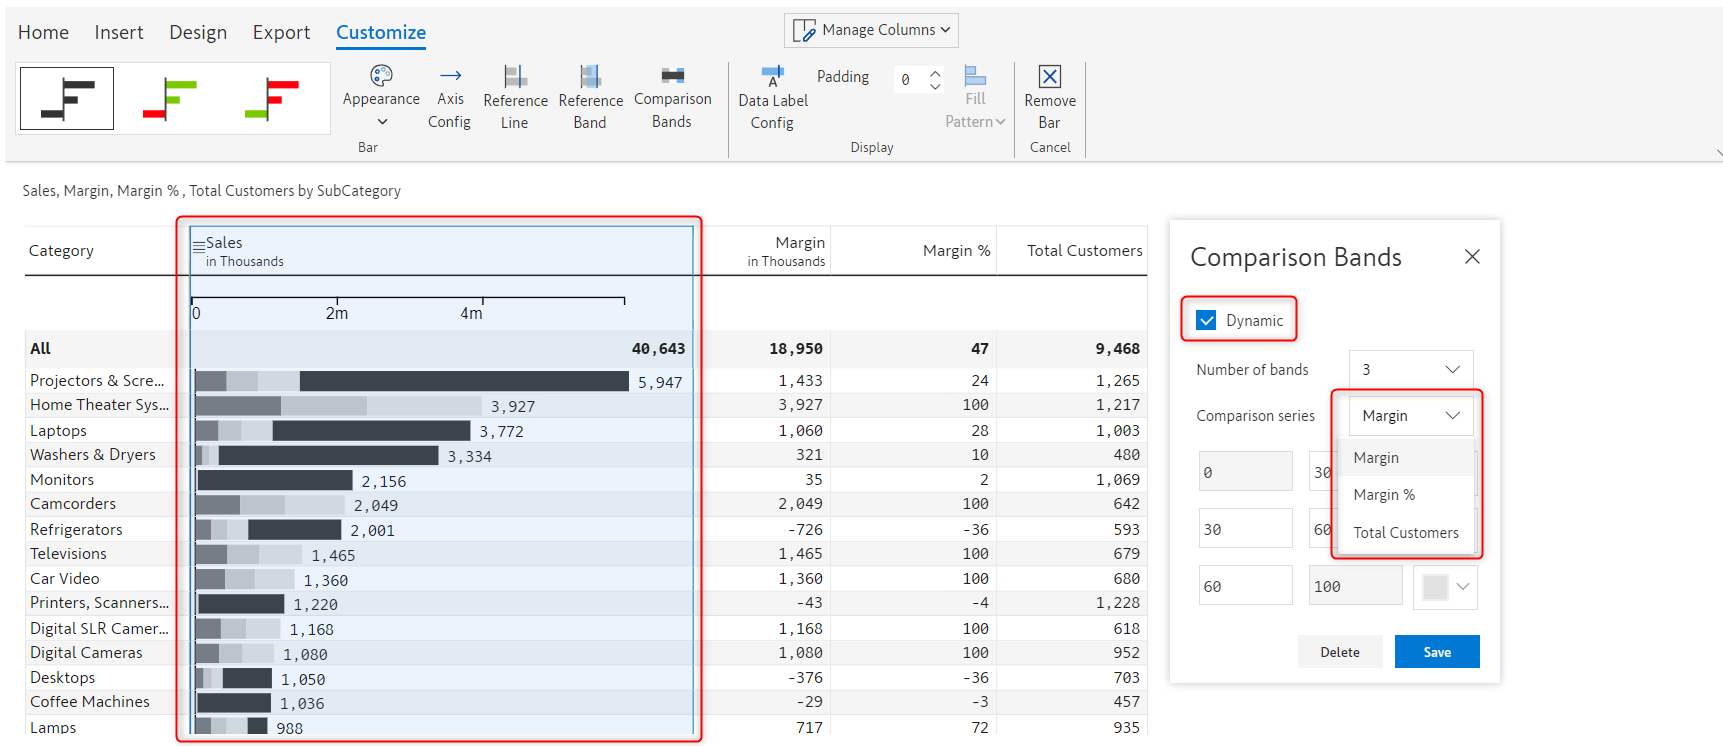 Home Insert Design Export Customize
Manage Columns
Appearance
Axis
Config
Reference
Line
Reference
Band
Comparison
Bands
Bar
Data Label
Config
Padding 0
Fill
Pattern
Display
Remove
Bar
Cancel
Sales, Margin, Margin % , Total Customers by SubCategory
Category Sales Margin Margin % Total Customers
in Thousands in Thousands
0 2m 4m
All 40,643 18,950 47 9,468
Projectors & Scre... 5,947 1,433 24 1,265
Home Theater Sys... 3,927 3,927 100 1,217
Laptops 3,772 1,060 28 1,003
Washers & Dryers 3,334 321 10 480
Monitors 2,156 35 2 1,069
Camcorders 2,049 2,049 100 642
Refrigerators 2,001 -726 -36 593
Televisions 1,465 1,465 100 679
Car Video 1,360 1,360 100 680
Printers, Scanners... 1,220 -43 -4 1,228
Digital SLR Camer... 1,168 1,168 100 618
Digital Cameras 1,080 1,080 100 952
Desktops 1,050 -376 -36 703
Coffee Machines 1,036 -29 -3 457
Lamps 988 717 72 935
Comparison Bands
Dynamic
Number of bands 3
Comparison series Margin
Margin
Margin %
Total Customers
0 30
30 60
60 100
Delete Save